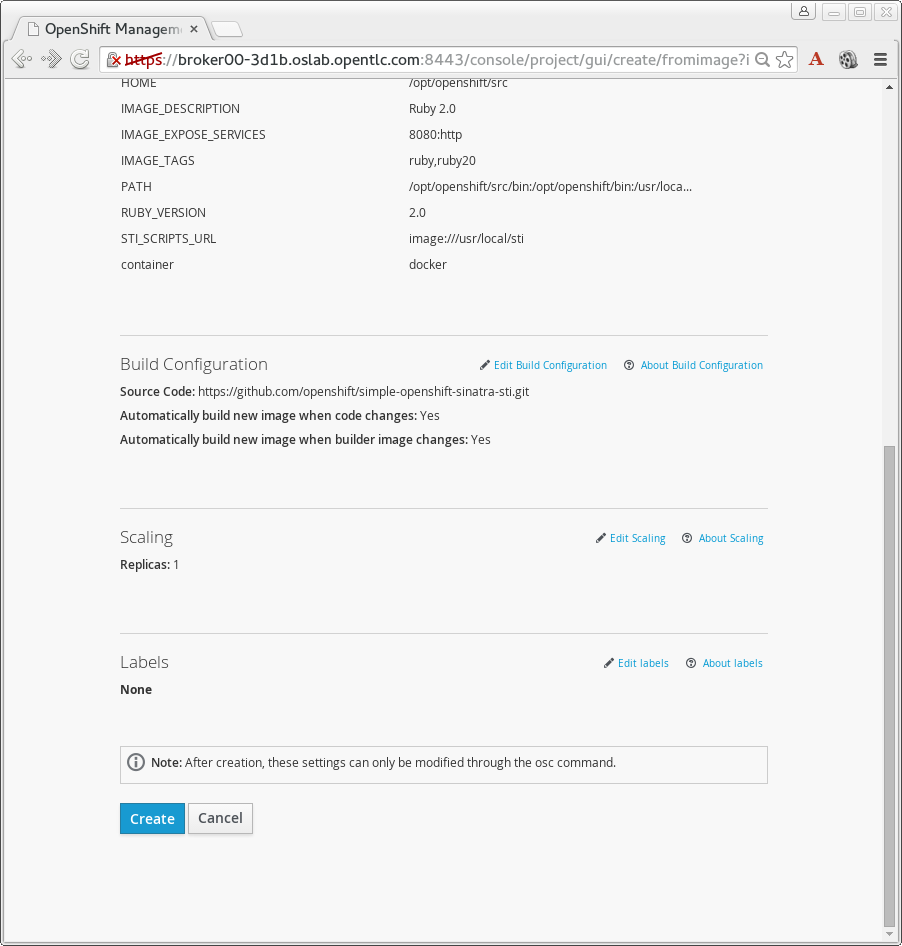 OpenShift Managem
https://broker00-3d1b.oslab.opentlc.com:8443/console/project/gui/create/fromimage?i
A
HOME /opt/openshift/src
IMAGE_DESCRIPTION Ruby 2.0
IMAGE_EXPOSE_SERVICES 8080:http
IMAGE_TAGS ruby,ruby20
PATH /opt/openshift/src/bin:/opt/openshift/bin:/usr/loca...
RUBY_VERSION 2.0
STI_SCRIPTS_URL image:///usr/local/sti
container docker
Build Configuration Edit Build Configuration About Build Configuration
Source Code: https://github.com/openshift/simple-openshift-sinatra-sti.git
Automatically build new image when code changes: Yes
Automatically build new image when builder image changes: Yes
Scaling Edit Scaling About Scaling
Replicas: 1
Labels Edit labels About labels
None
Note: After creation, these settings can only be modified through the osc command.
Create Cancel